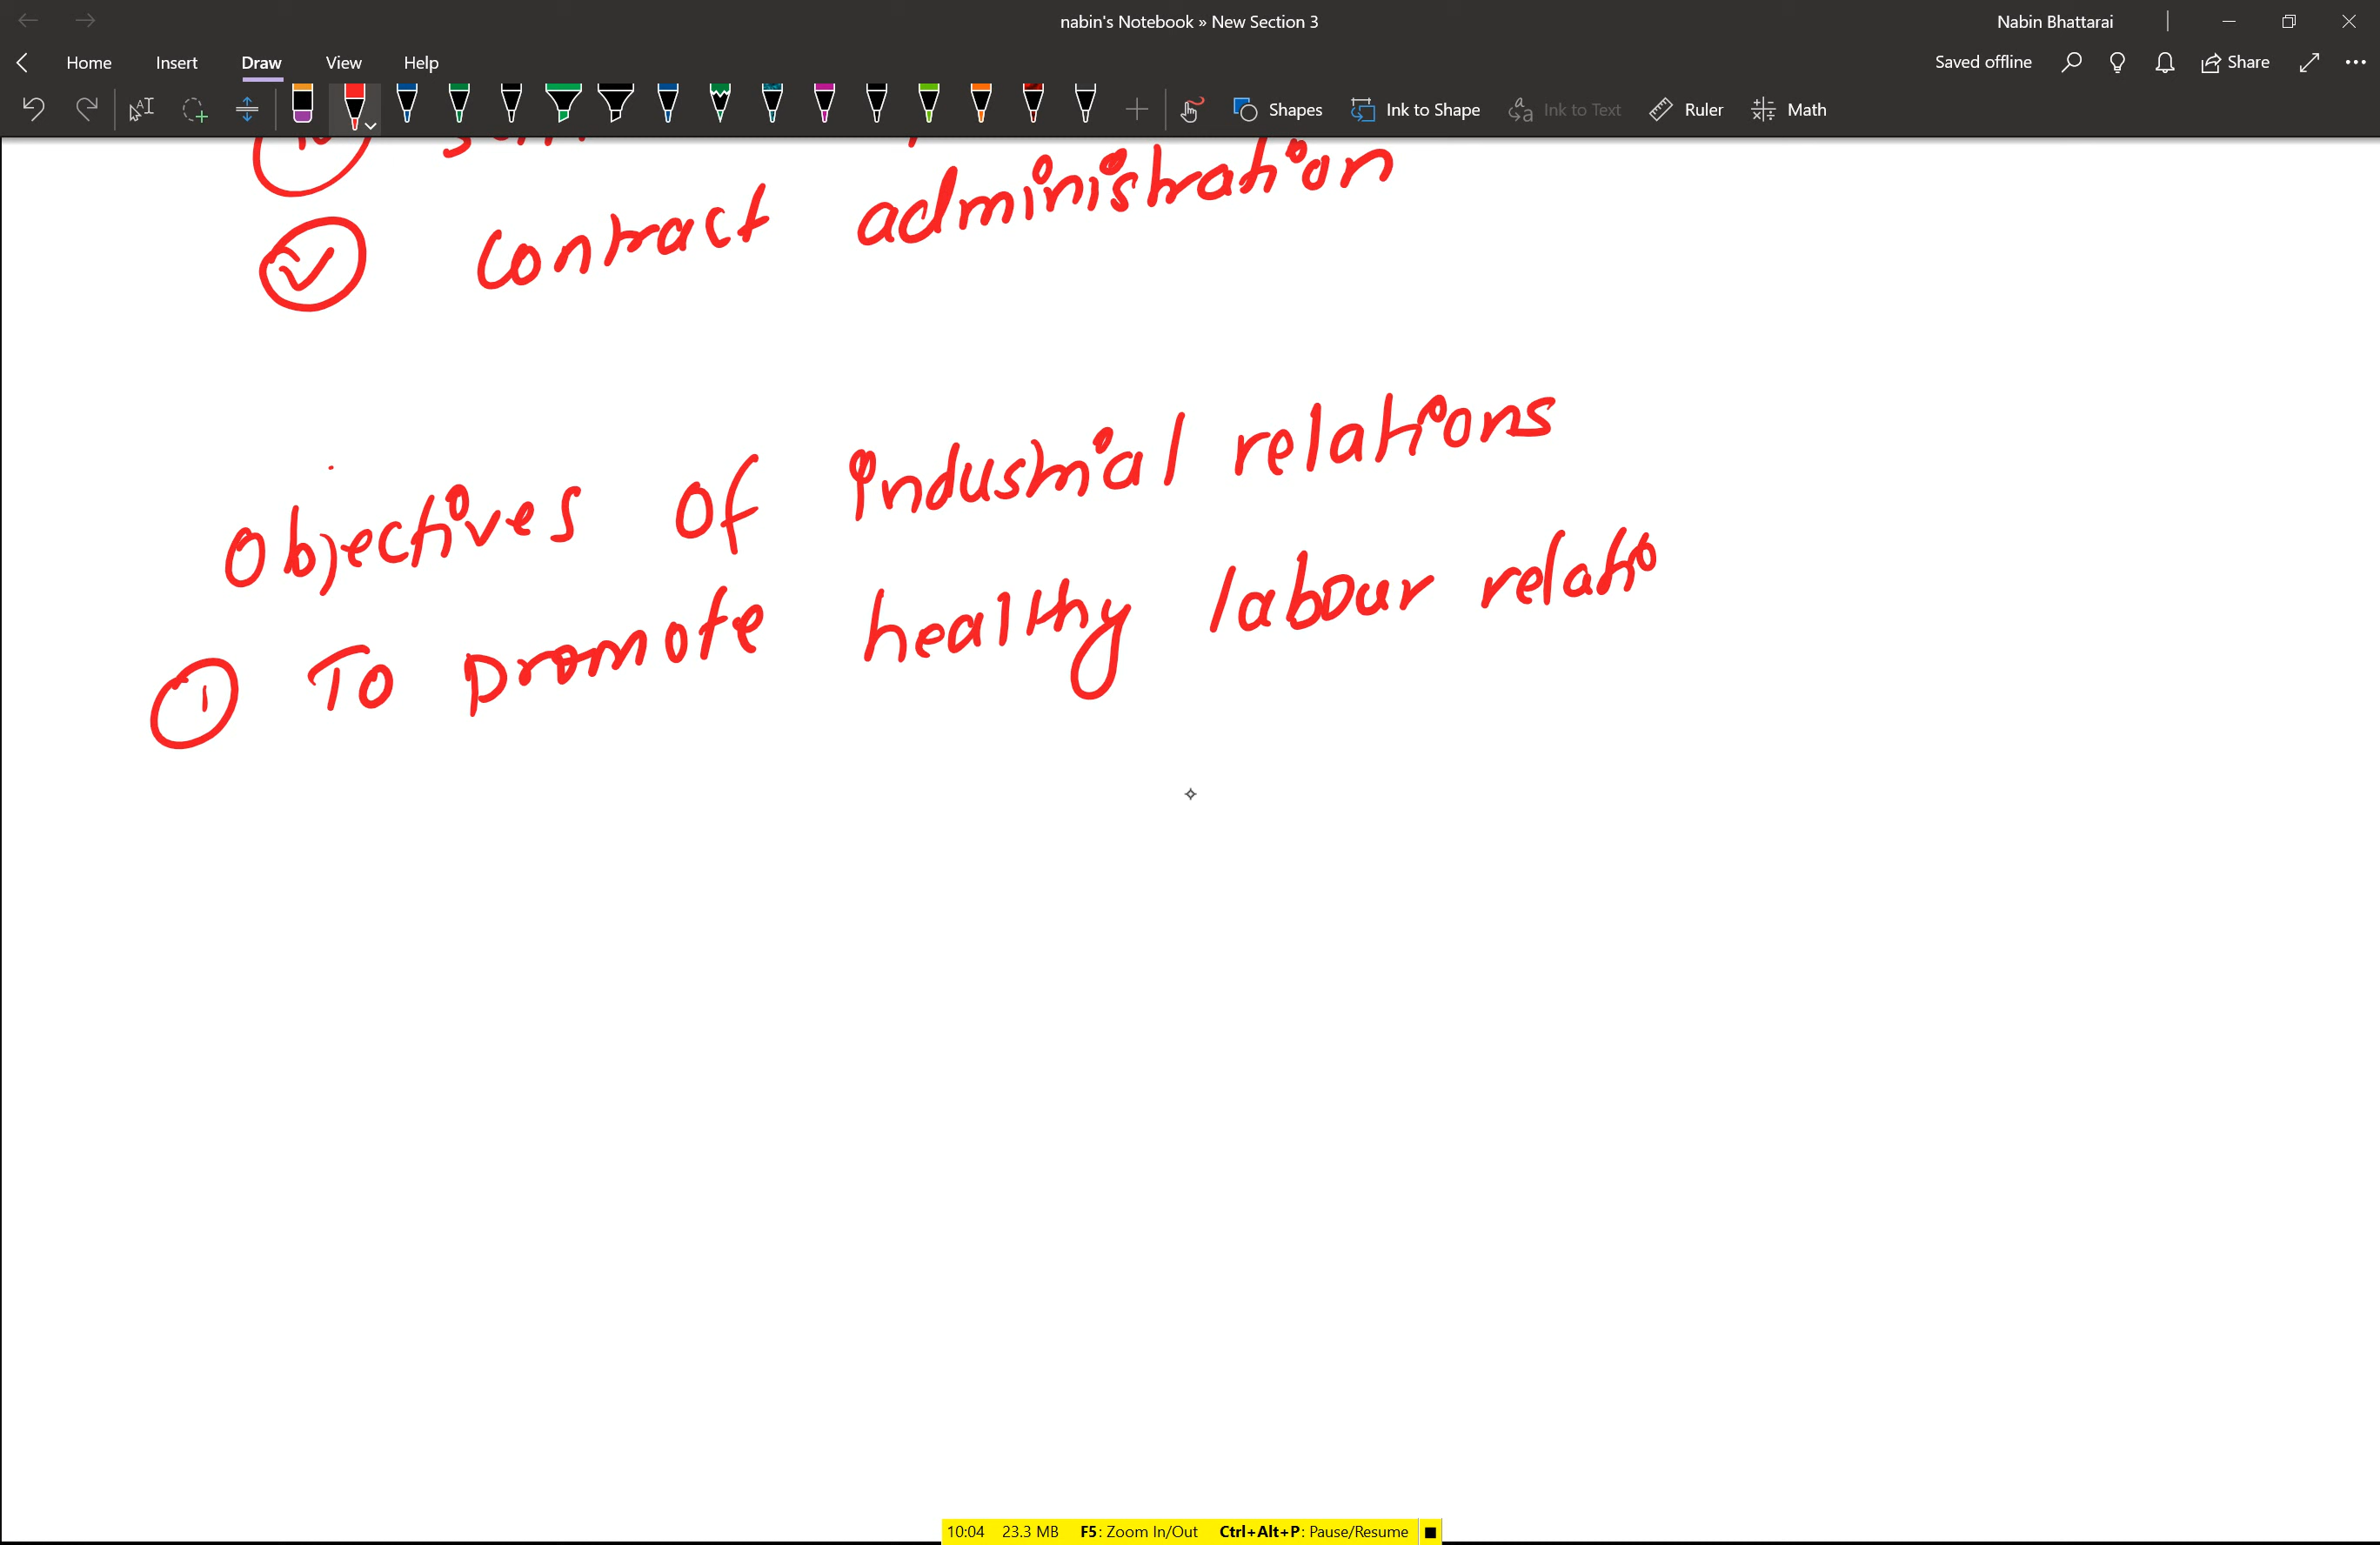 nabin's Notebook » New Section 3
Nabin Bhattarai
Home Insert Draw View Help
Saved offline
Share
Shapes Ink to Shape Ink to Text Ruler Math
contract administration
Objectives of industrial relations
1 To promote healthy labour relatio
10:04 23.3 MB F5: Zoom In/Out Ctrl+Alt+P: Pause/Resume